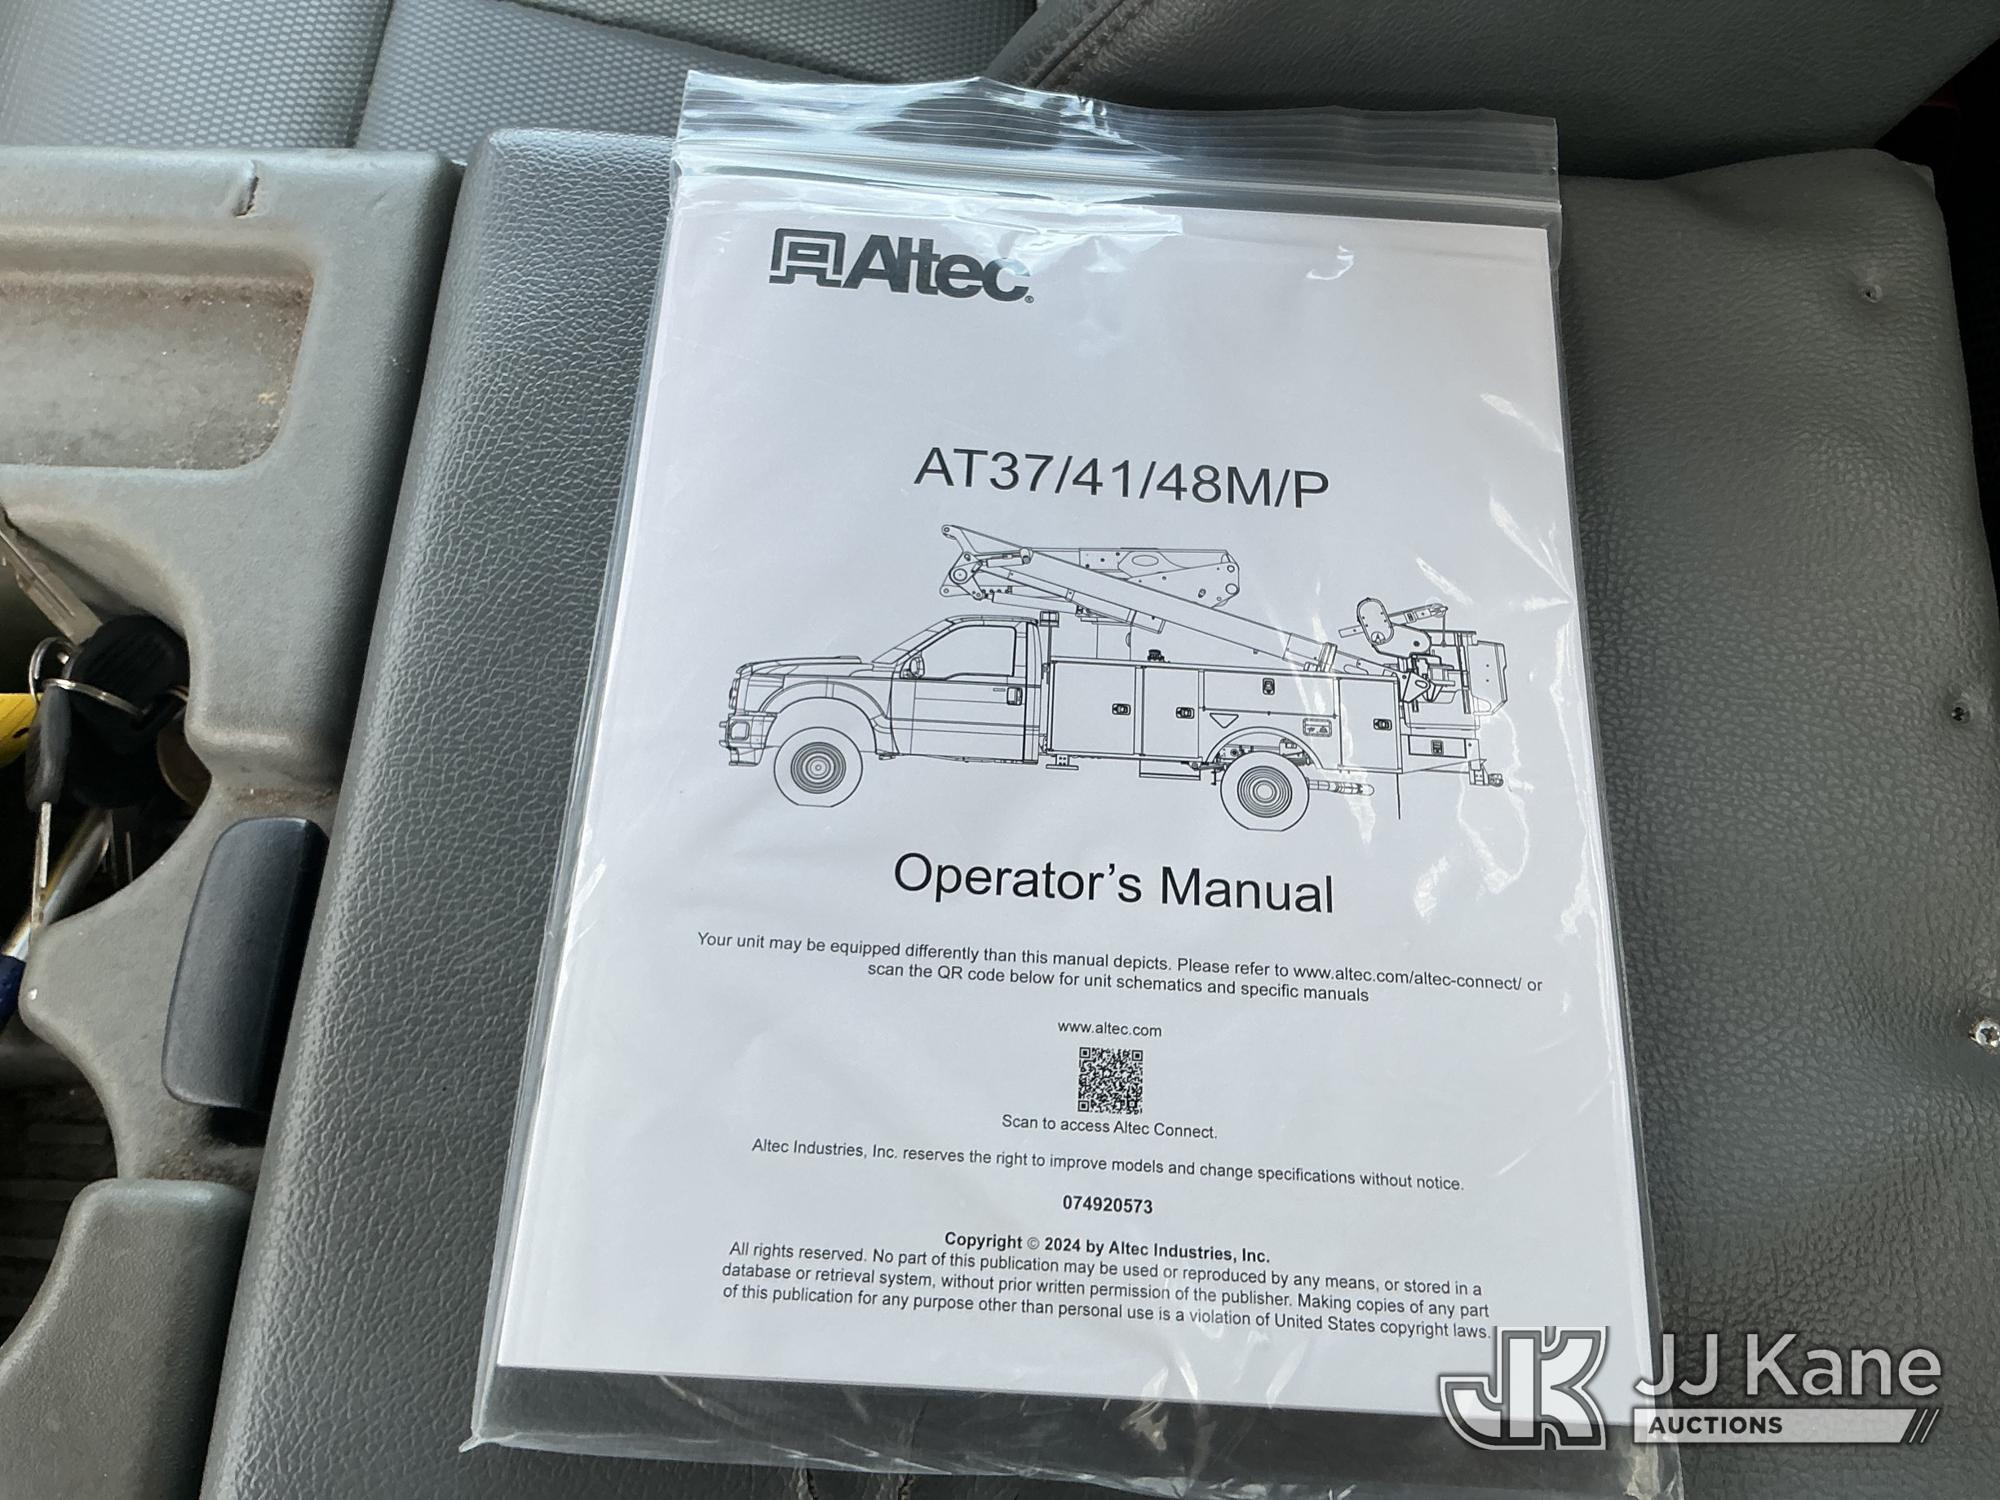 Altec®
AT37/41/48M/P
Operator's Manual
Your unit may be equipped differently than this manual depicts. Please refer to www.altec.com/altec-connect/ or
scan the QR code below for unit schematics and specific manuals
www.altec.com
Scan to access Altec Connect.
Altec Industries, Inc. reserves the right to improve models and change specifications without notice.
074920573
Copyright © 2024 by Altec Industries, Inc.
All rights reserved. No part of this publication may be used or reproduced by any means, or stored in a
database or retrieval system, without prior written permission of the publisher. Making copies of any part
of this publication for any purpose other than personal use is a violation of United States copyright laws.
JK JJ Kane
AUCTIONS